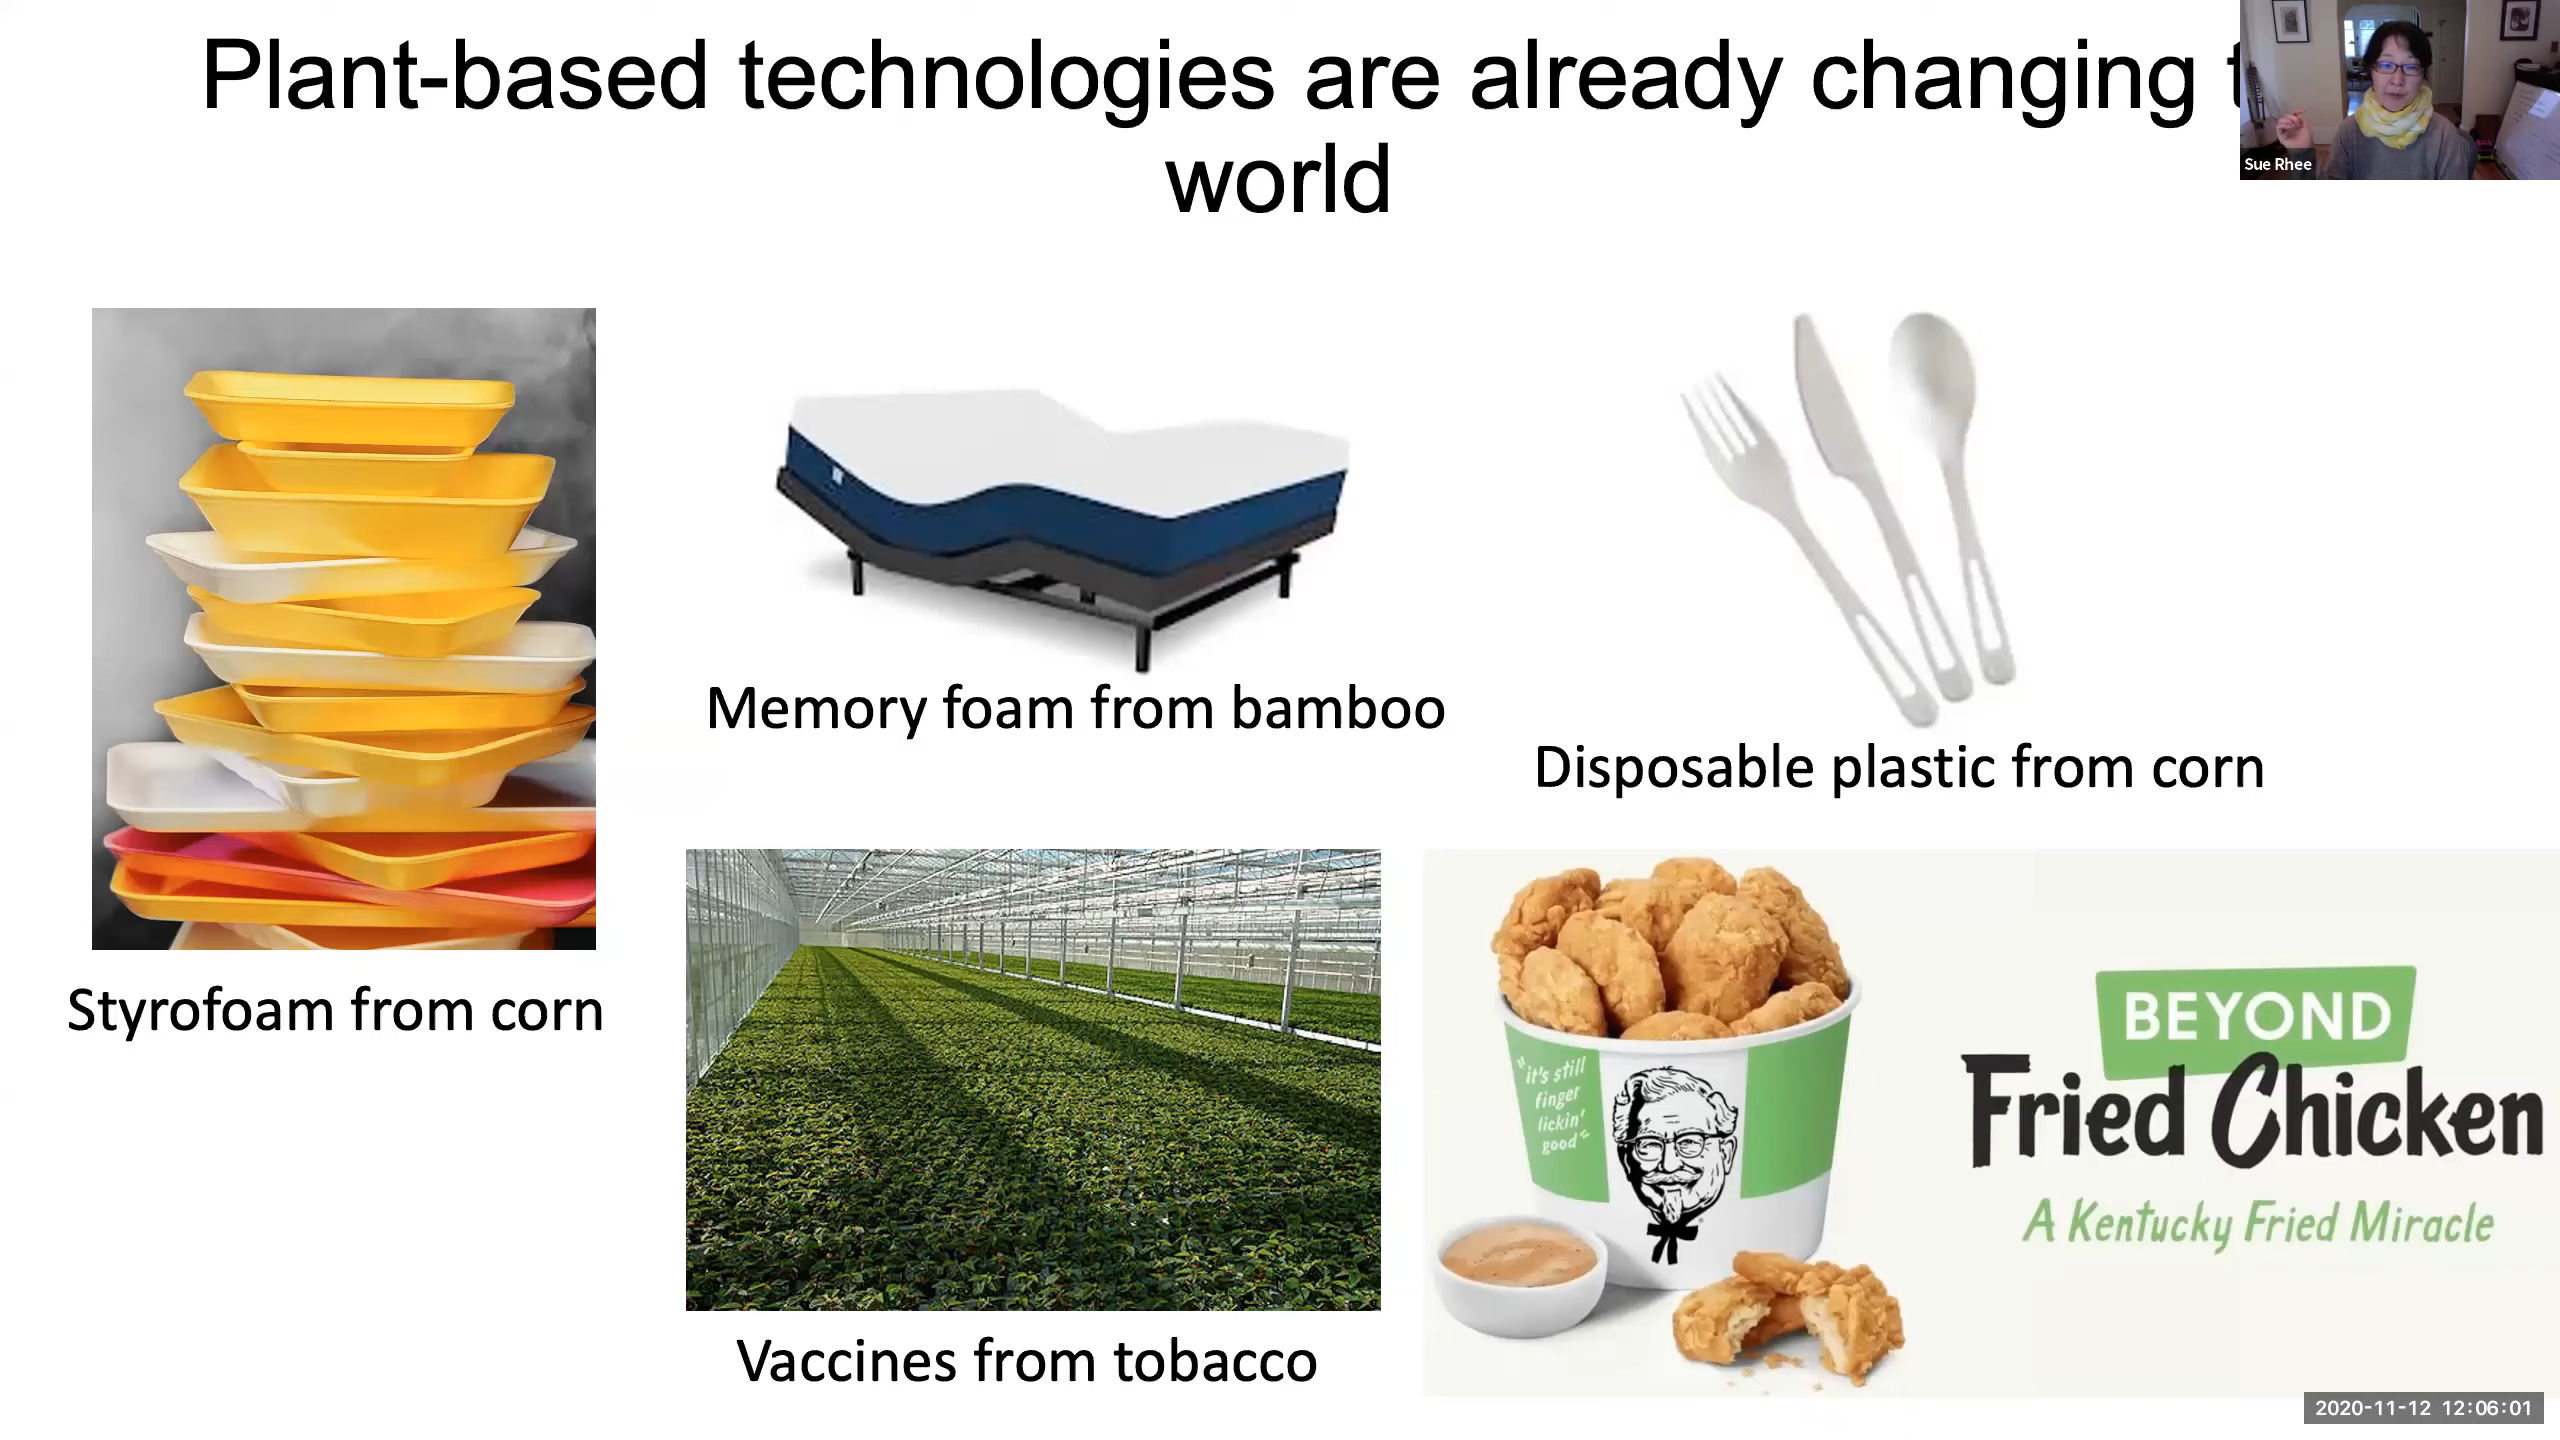 Plant-based technologies are already changing t
world
Sue Rhee
Memory foam from bamboo
Disposable plastic from corn
Styrofoam from corn
"it's still
finger
lickin'
good"
BEYOND
Fried Chicken
A Kentucky Fried Miracle
Vaccines from tobacco
2020-11-12 12:06:01